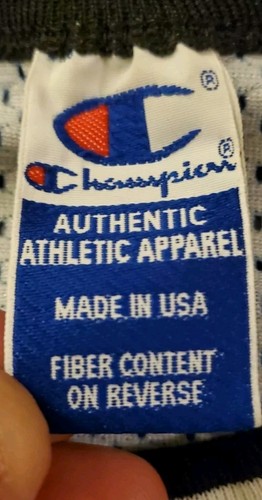 ®
Champion®
AUTHENTIC
ATHLETIC APPAREL
MADE IN USA
FIBER CONTENT
ON REVERSE